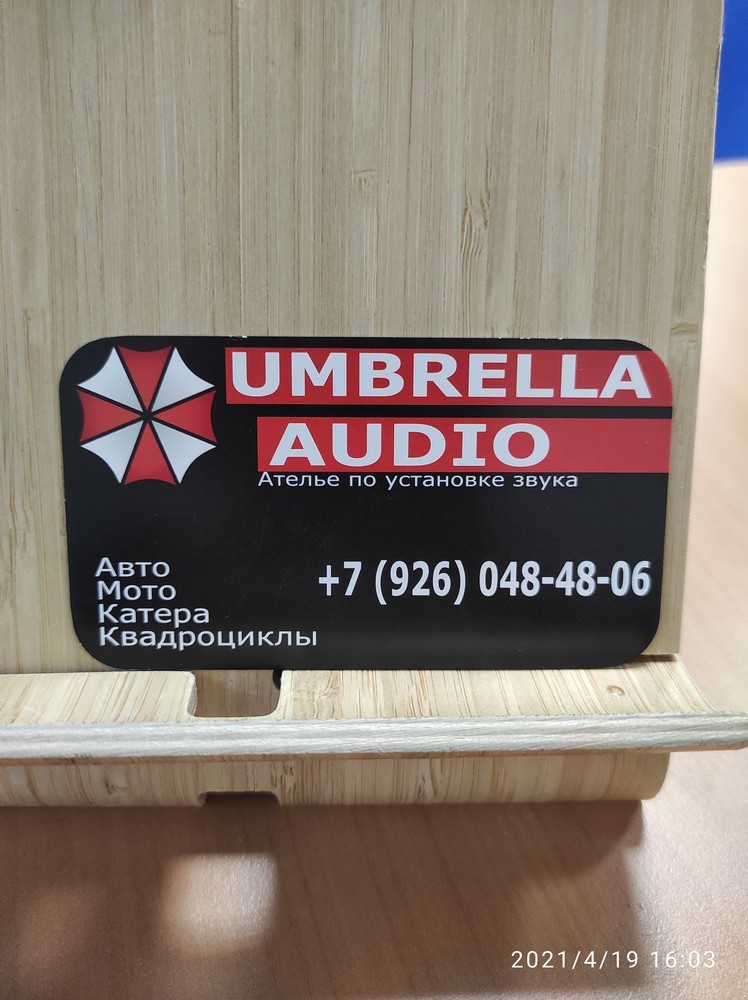 UMBRELLA
AUDIO
Ателье по установке звука
Авто
Мото
Катера
Квадроциклы
+7 (926) 048-48-06
2021/4/19 16:03